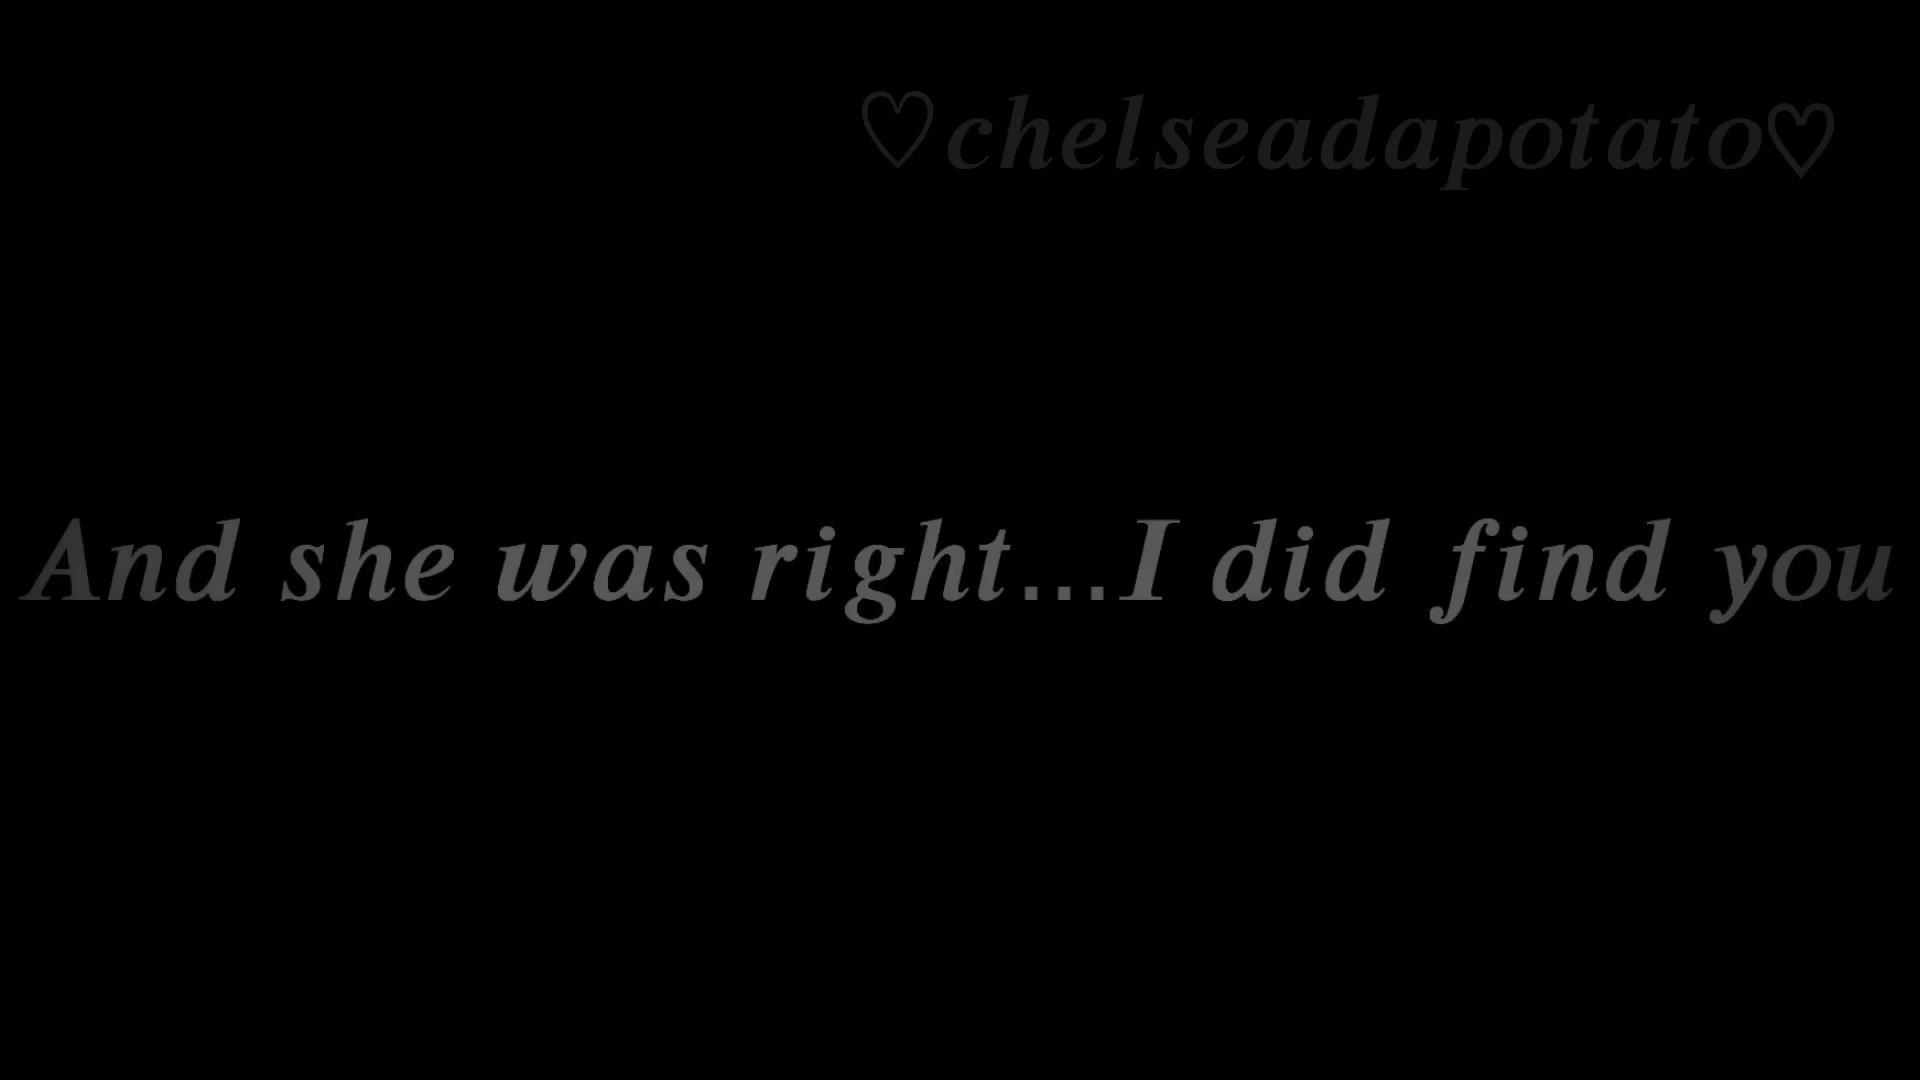 ♡chelseadapotato♡
And she was right...I did find you